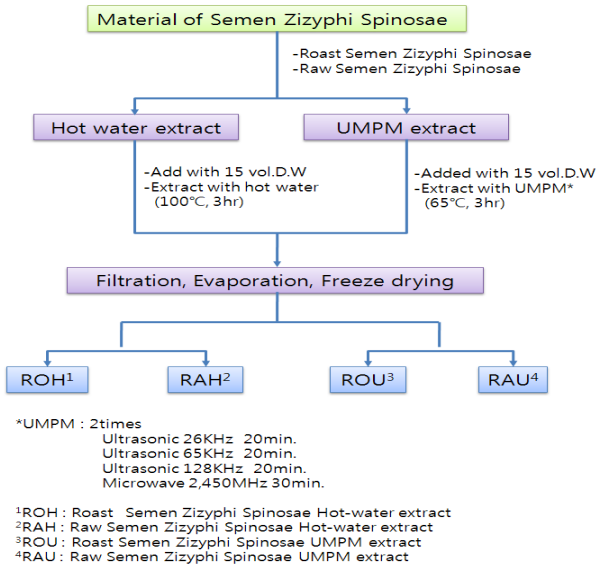 Material of Semen Zizyphi Spinosae
-Roast Semen Zizyphi Spinosae
-Raw Semen Zizyphi Spinosae
Hot water extract
UMPM extract
-Add with 15 vol.D.W
-Extract with hot water
(100℃, 3hr)
-Added with 15 vol.D.W
-Extract with UMPM*
(65℃, 3hr)
Filtration, Evaporation, Freeze drying
ROH¹
RAH²
ROU³
RAU⁴
*UMPM : 2times
Ultrasonic 26KHz 20min.
Ultrasonic 65KHz 20min.
Ultrasonic 128KHz 20min.
Microwave 2,450MHz 30min.
¹ROH : Roast Semen Zizyphi Spinosae Hot-water extract
²RAH : Raw Semen Zizyphi Spinosae Hot-water extract
³ROU : Roast Semen Zizyphi Spinosae UMPM extract
⁴RAU : Raw Semen Zizyphi Spinosae UMPM extract